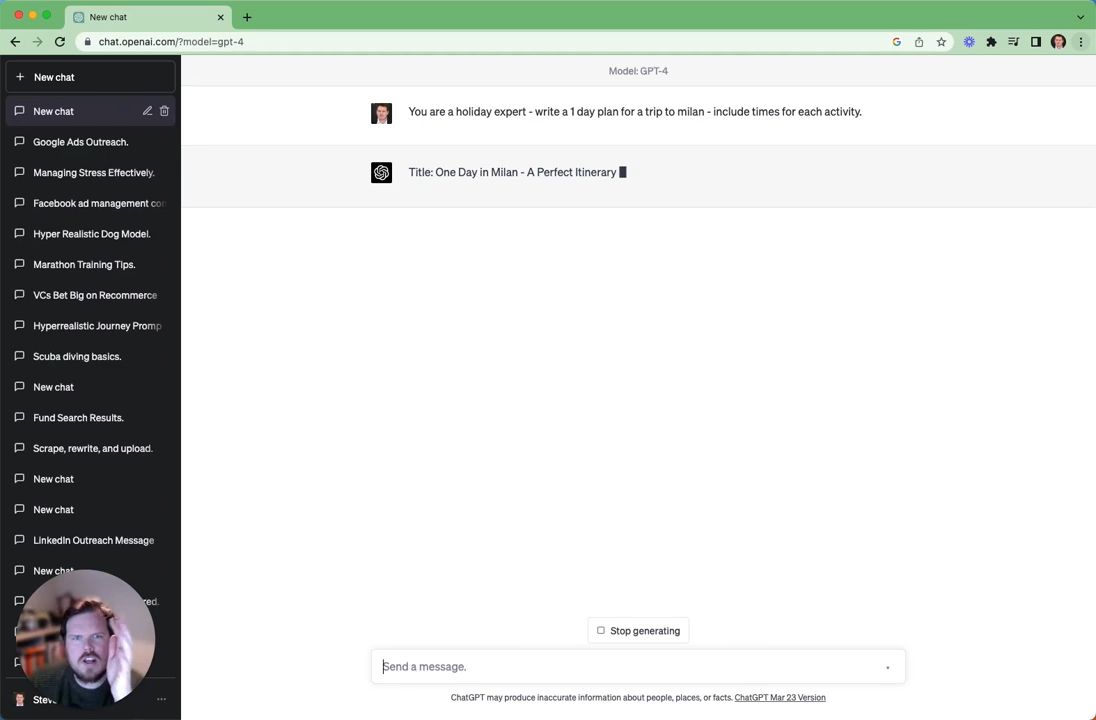 New chat
chat.openai.com/?model=gpt-4
New chat
New chat
Google Ads Outreach.
Managing Stress Effectively.
Facebook ad management
Hyper Realistic Dog Model.
Marathon Training Tips.
VCs Bet Big on Recommerce
Hyperrealistic Journey Promp
Scuba diving basics.
New chat
Fund Search Results.
Scrape, rewrite, and upload.
New chat
New chat
LinkedIn Outreach Message
New chat
Model: GPT-4
You are a holiday expert - write a 1 day plan for a trip to milan - include times for each activity.
Title: One Day in Milan - A Perfect Itinerary
Stop generating
Send a message.
ChatGPT may produce inaccurate information about people, places, or facts. ChatGPT Mar 23 Version